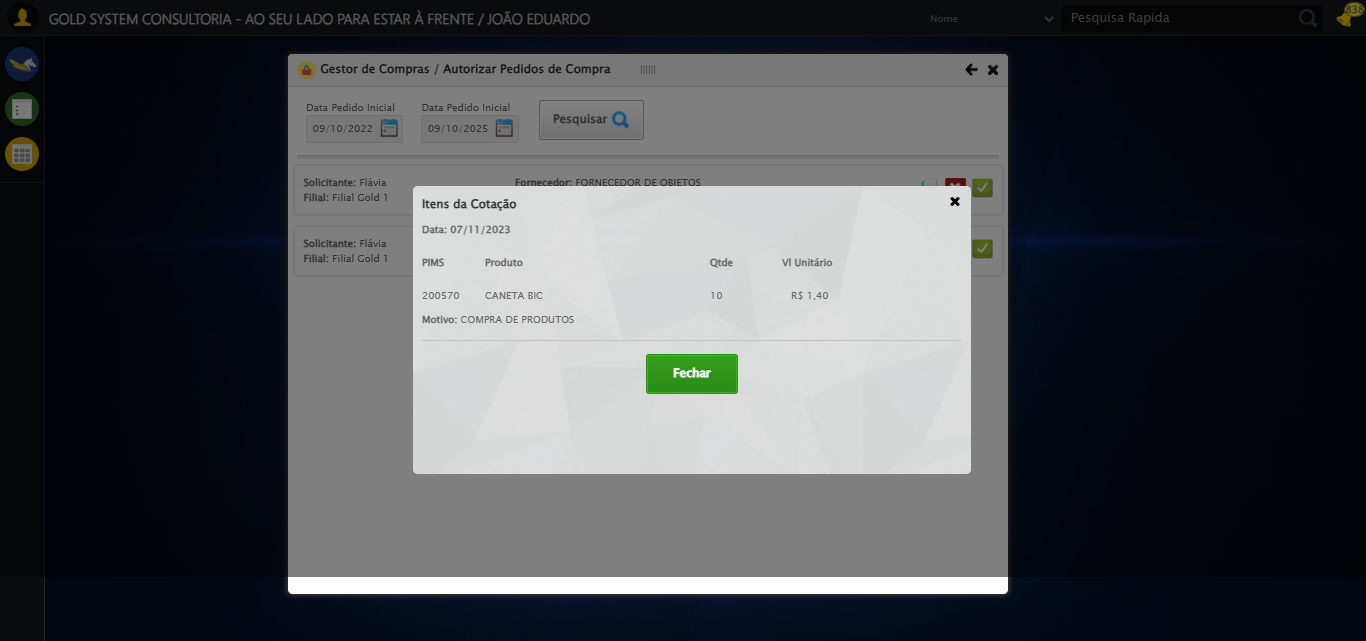 GOLD SYSTEM CONSULTORIA - AO SEU LADO PARA ESTAR À FRENTE / JOÃO EDUARDO
Nome
Pesquisa Rapida
838
Gestor de Compras / Autorizar Pedidos de Compra
Data Pedido Inicial
Data Pedido Inicial
09/10/2022
09/10/2025
Pesquisar
Solicitante: Flávia
Fornecedor: FORNECEDOR DE OBJETOS
Filial: Filial Gold 1
Solicitante: Flávia
Filial: Filial Gold 1
Itens da Cotação
Data: 07/11/2023
PIMS Produto Qtde Vl Unitário
200570 CANETA BIC 10 R$ 1,40
Motivo: COMPRA DE PRODUTOS
Fechar